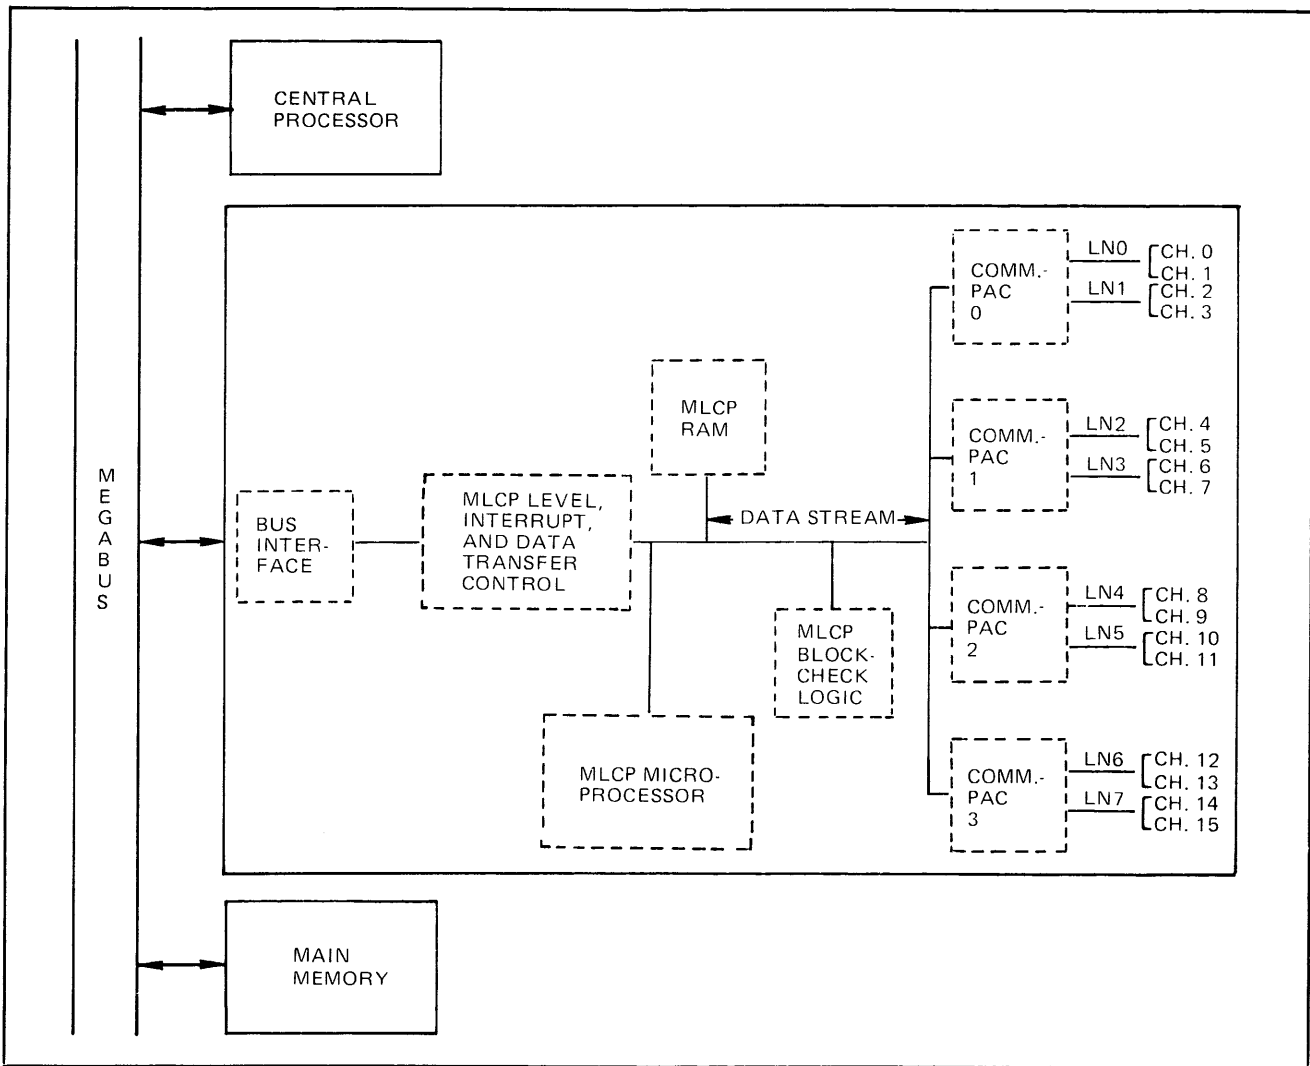 CENTRAL
PROCESSOR
MEGABUS
BUS
INTER-
FACE
MLCP LEVEL,
INTERRUPT,
AND DATA
TRANSFER
CONTROL
MLCP
RAM
DATA STREAM
MLCP
BLOCK-
CHECK
LOGIC
MLCP MICRO-
PROCESSOR
COMM.-
PAC
0
LN0
CH. 0
CH. 1
LN1
CH. 2
CH. 3
COMM.-
PAC
1
LN2
CH. 4
CH. 5
LN3
CH. 6
CH. 7
COMM.-
PAC
2
LN4
CH. 8
CH. 9
LN5
CH. 10
CH. 11
COMM.-
PAC
3
LN6
CH. 12
CH. 13
LN7
CH. 14
CH. 15
MAIN
MEMORY